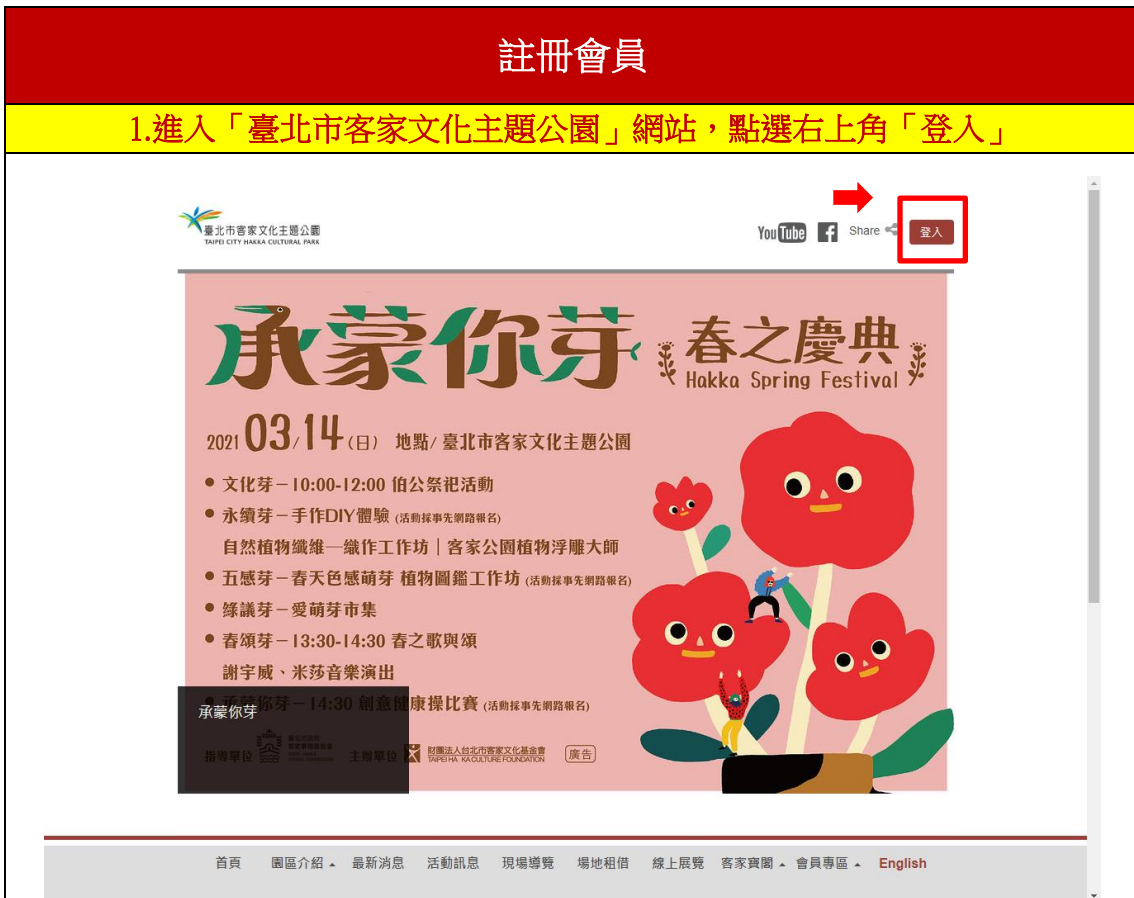 註冊會員
1.進入「臺北市客家文化主題公園」網站，點選右上角「登入」
臺北市客家文化主題公園
TAIPEI CITY HAKKA CULTURAL PARK
YouTube f Share 登入
承蒙你芽 春之慶典
Hakka Spring Festival
2021 03/14(日) 地點/臺北市客家文化主題公園
● 文化芽－10:00-12:00 伯公祭祀活動
● 永續芽－手作DIY體驗 (活動採事先網路報名)
自然植物纖維—織作工作坊｜客家公園植物浮雕大師
● 五感芽－春天色感萌芽 植物圖鑑工作坊 (活動採事先網路報名)
● 綠議芽－愛萌芽市集
● 春頌芽－13:30-14:30 春之歌與頌
謝宇威、米莎音樂演出
● 承蒙你芽－14:30 創意健康操比賽 (活動採事先網路報名)
承蒙你芽
指導單位 主辦單位 財團法人台北市客家文化基金會 廣告
TAIPEI HAKKA CULTURE FOUNDATION
首頁 園區介紹 最新消息 活動訊息 現場導覽 場地租借 線上展覽 客家寶閣 會員專區 English